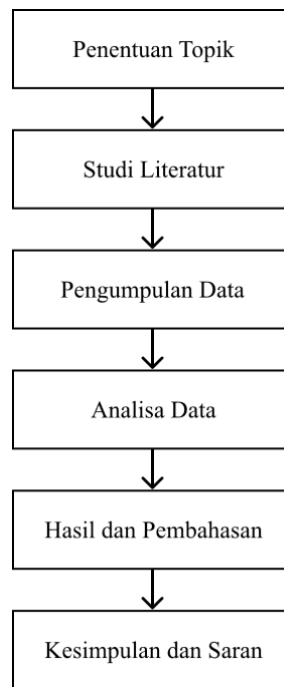 Penentuan Topik
Studi Literatur
Pengumpulan Data
Analisa Data
Hasil dan Pembahasan
Kesimpulan dan Saran